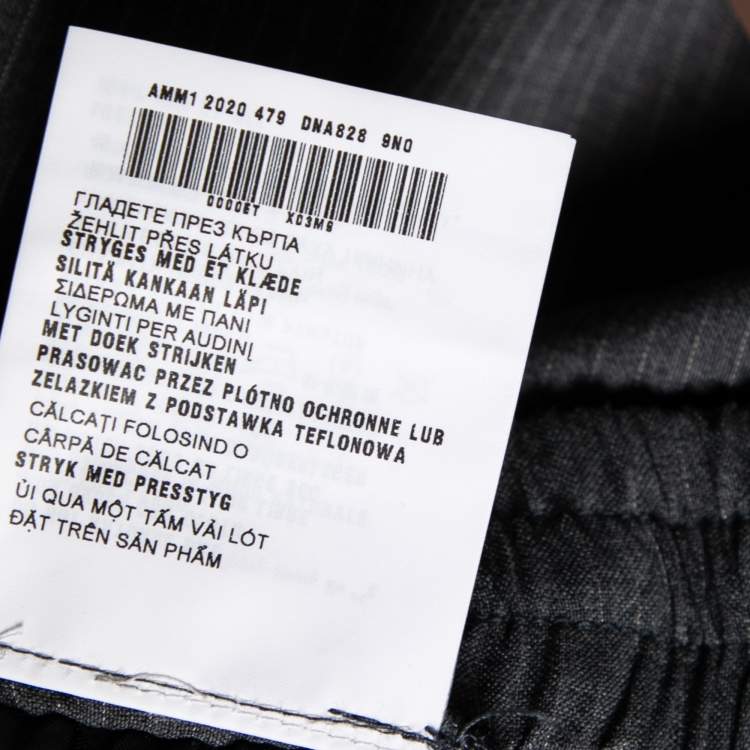 AMM1 2020 479 DNA828 9N0
0000ET X03M9
ГЛАДЕТЕ ПРЕЗ КЪРПА
ŽEHLIT PŘES LÁTKU
STRYGES MED ET KLÆDE
SILITÄ KANKAAN LÄPI
ΣΙΔΕΡΩΜΑ ΜΕ ΠΑΝΙ
LYGINTI PER AUDINĮ
MET DOEK STRIJKEN
PRASOWAC PRZEZ PLÓTNO OCHRONNE LUB
ZELAZKIEM Z PODSTAWKA TEFLONOWA
CĂLCAȚI FOLOSIND O
CÂRPĂ DE CĂLCAT
STRYK MED PRESSTYG
ỦI QUA MỘT TẤM VẢI LÓT
ĐẶT TRÊN SẢN PHẨM